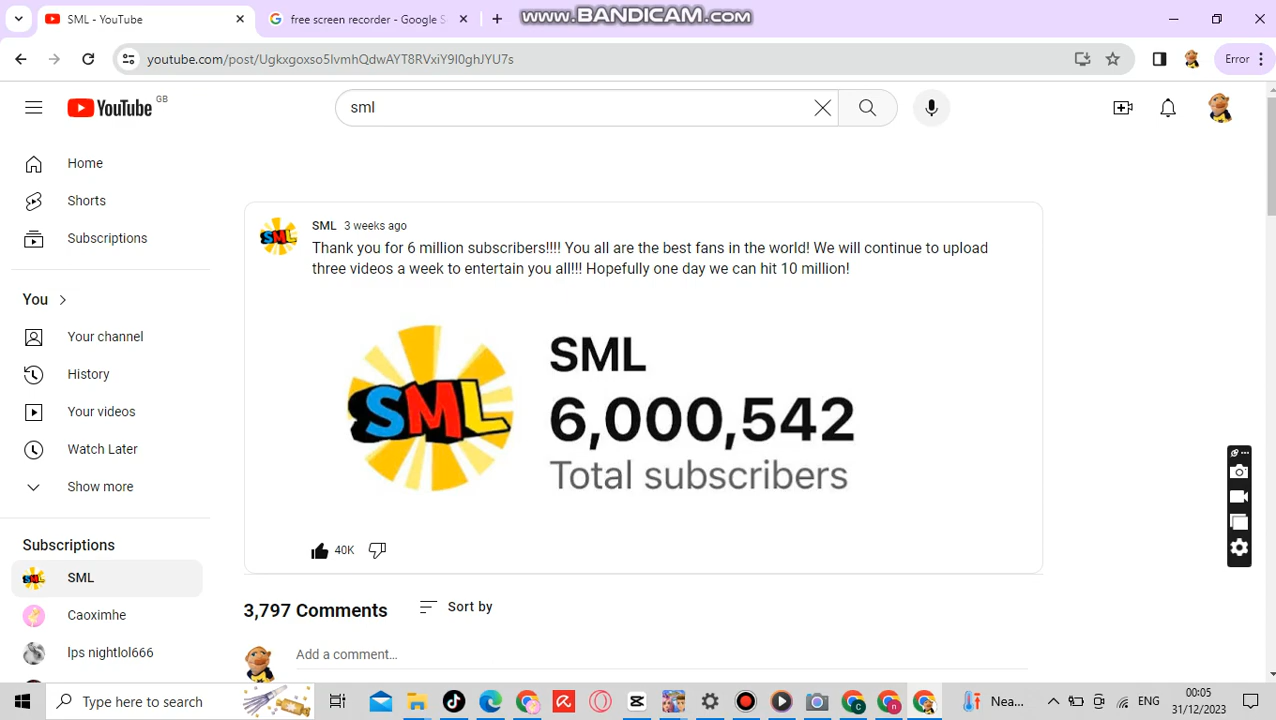 SML - YouTube
free screen recorder - Google S
www.BANDICAM.com
youtube.com/post/Ugkxgoxso5IvmhQdwAYT8RVxiY9I0ghJYU7s
Error
YouTube GB
sml
Home
Shorts
Subscriptions
You
Your channel
History
Your videos
Watch Later
Show more
Subscriptions
SML
Caoximhe
lps nightlol666
SML 3 weeks ago
Thank you for 6 million subscribers!!!! You all are the best fans in the world! We will continue to upload
three videos a week to entertain you all!!! Hopefully one day we can hit 10 million!
SML
SML
6,000,542
Total subscribers
40K
3,797 Comments
Sort by
Add a comment...
Type here to search
Nea...
ENG
00:05
31/12/2023